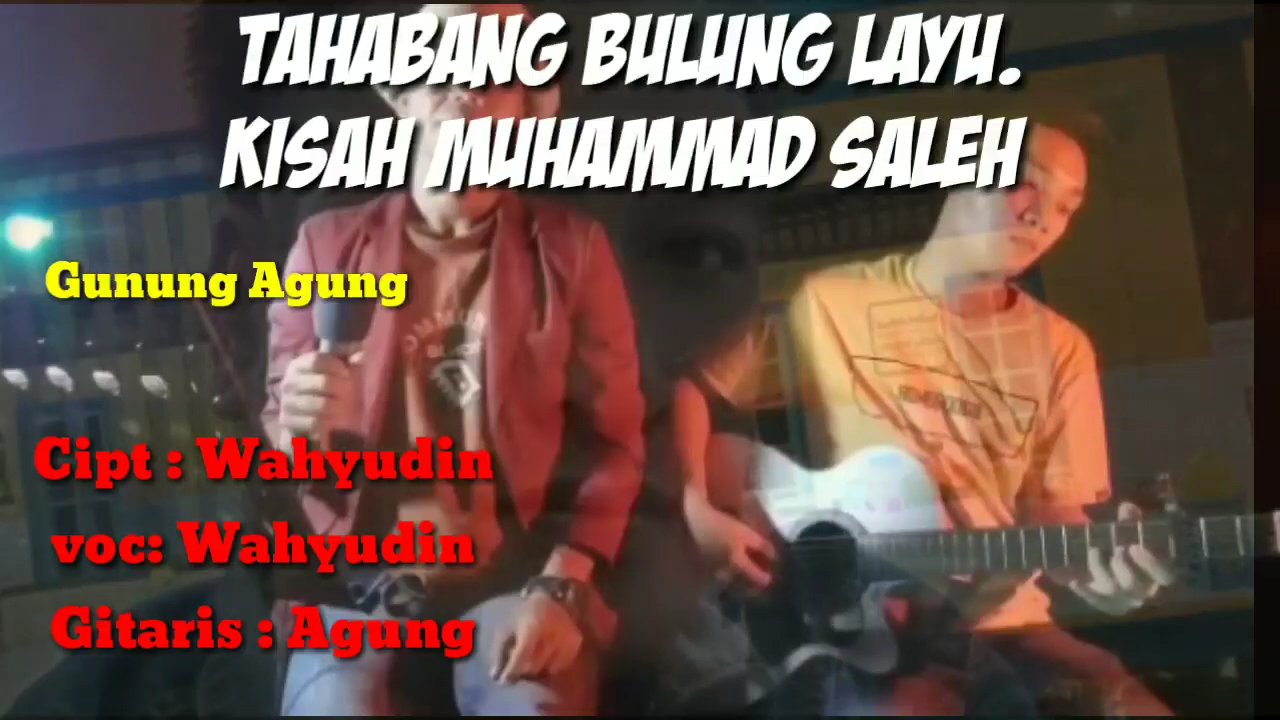 TAHABANG BULUNG LAYU.
KISAH MUHAMMAD SALEH
Gunung Agung
Cipt : Wahyudin
voc: Wahyudin
Gitaris : Agung